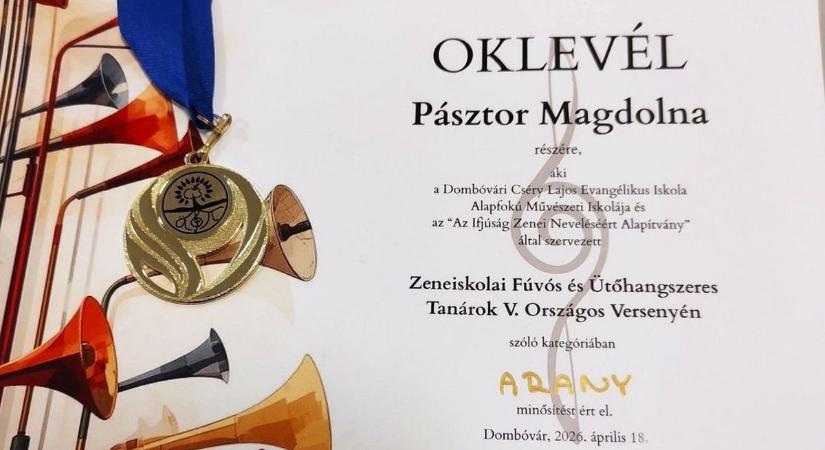 OKLEVÉL
Pásztor Magdolna
részére,
aki
a Dombóvári Cséry Lajos Evangélikus Iskola
Alapfokú Művészeti Iskolája és
az “Az Ifjúság Zenei Neveléséért Alapítvány”
által szervezett
Zeneiskolai Fúvós és Ütőhangszeres
Tanárok V. Országos Versenyén
szóló kategóriában
ARANY
minősítést ért el.
Dombóvár, 2026. április 18.